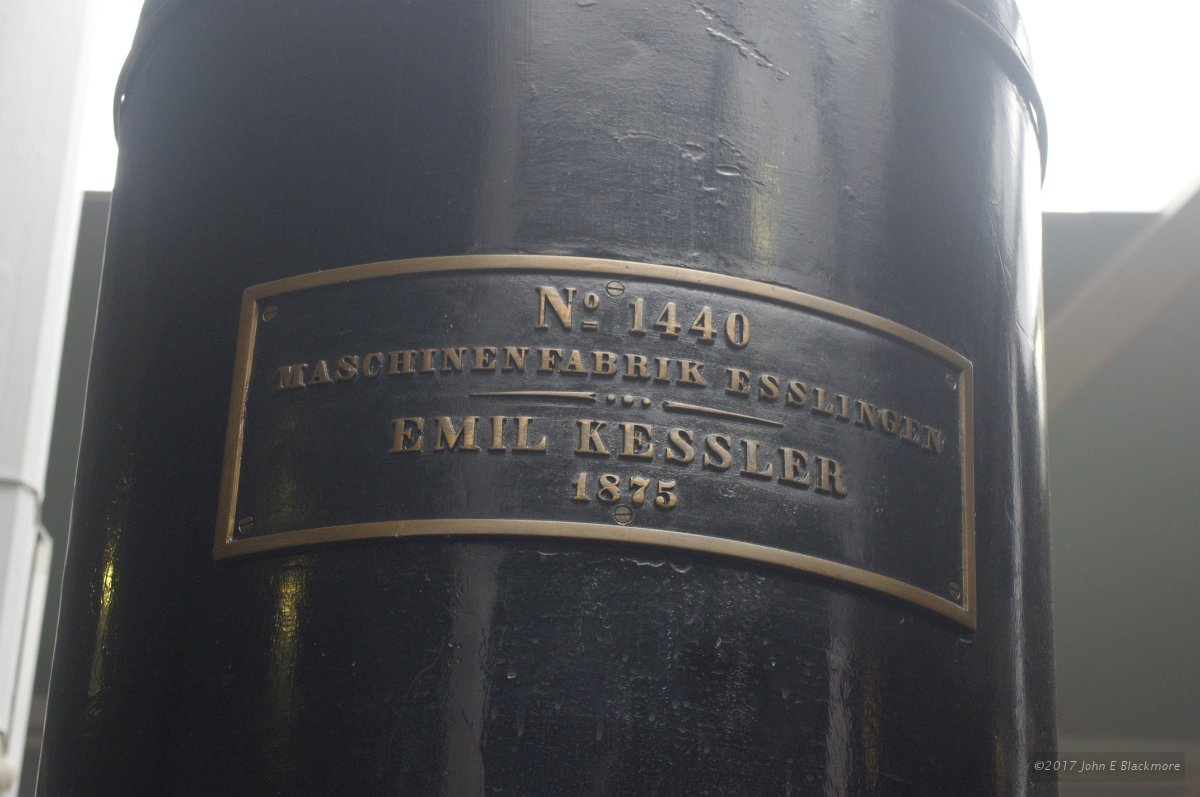 Nº 1440
MASCHINENFABRIK ESSLINGEN
EMIL KESSLER
1875
©2017 John E Blackmore